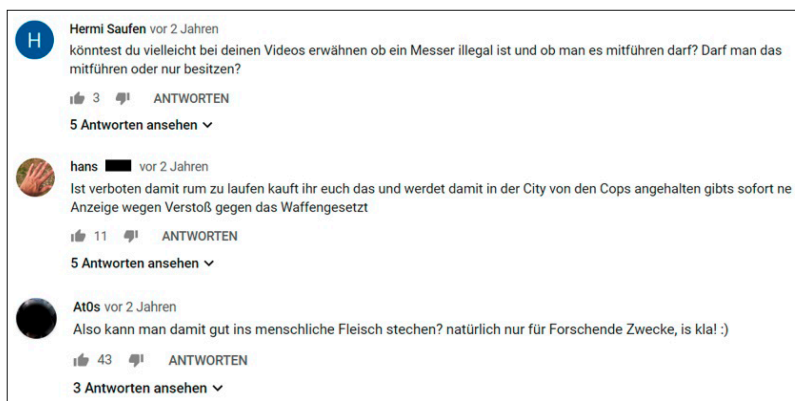 H
Hermi Saufen vor 2 Jahren
könntest du vielleicht bei deinen Videos erwähnen ob ein Messer illegal ist und ob man es mitführen darf? Darf man das
mitführen oder nur besitzen?
3 ANTWORTEN
5 Antworten ansehen
hans vor 2 Jahren
Ist verboten damit rum zu laufen kauft ihr euch das und werdet damit in der City von den Cops angehalten gibts sofort ne
Anzeige wegen Verstoß gegen das Waffengesetzt
11 ANTWORTEN
5 Antworten ansehen
At0s vor 2 Jahren
Also kann man damit gut ins menschliche Fleisch stechen? natürlich nur für Forschende Zwecke, is kla! :)
43 ANTWORTEN
3 Antworten ansehen